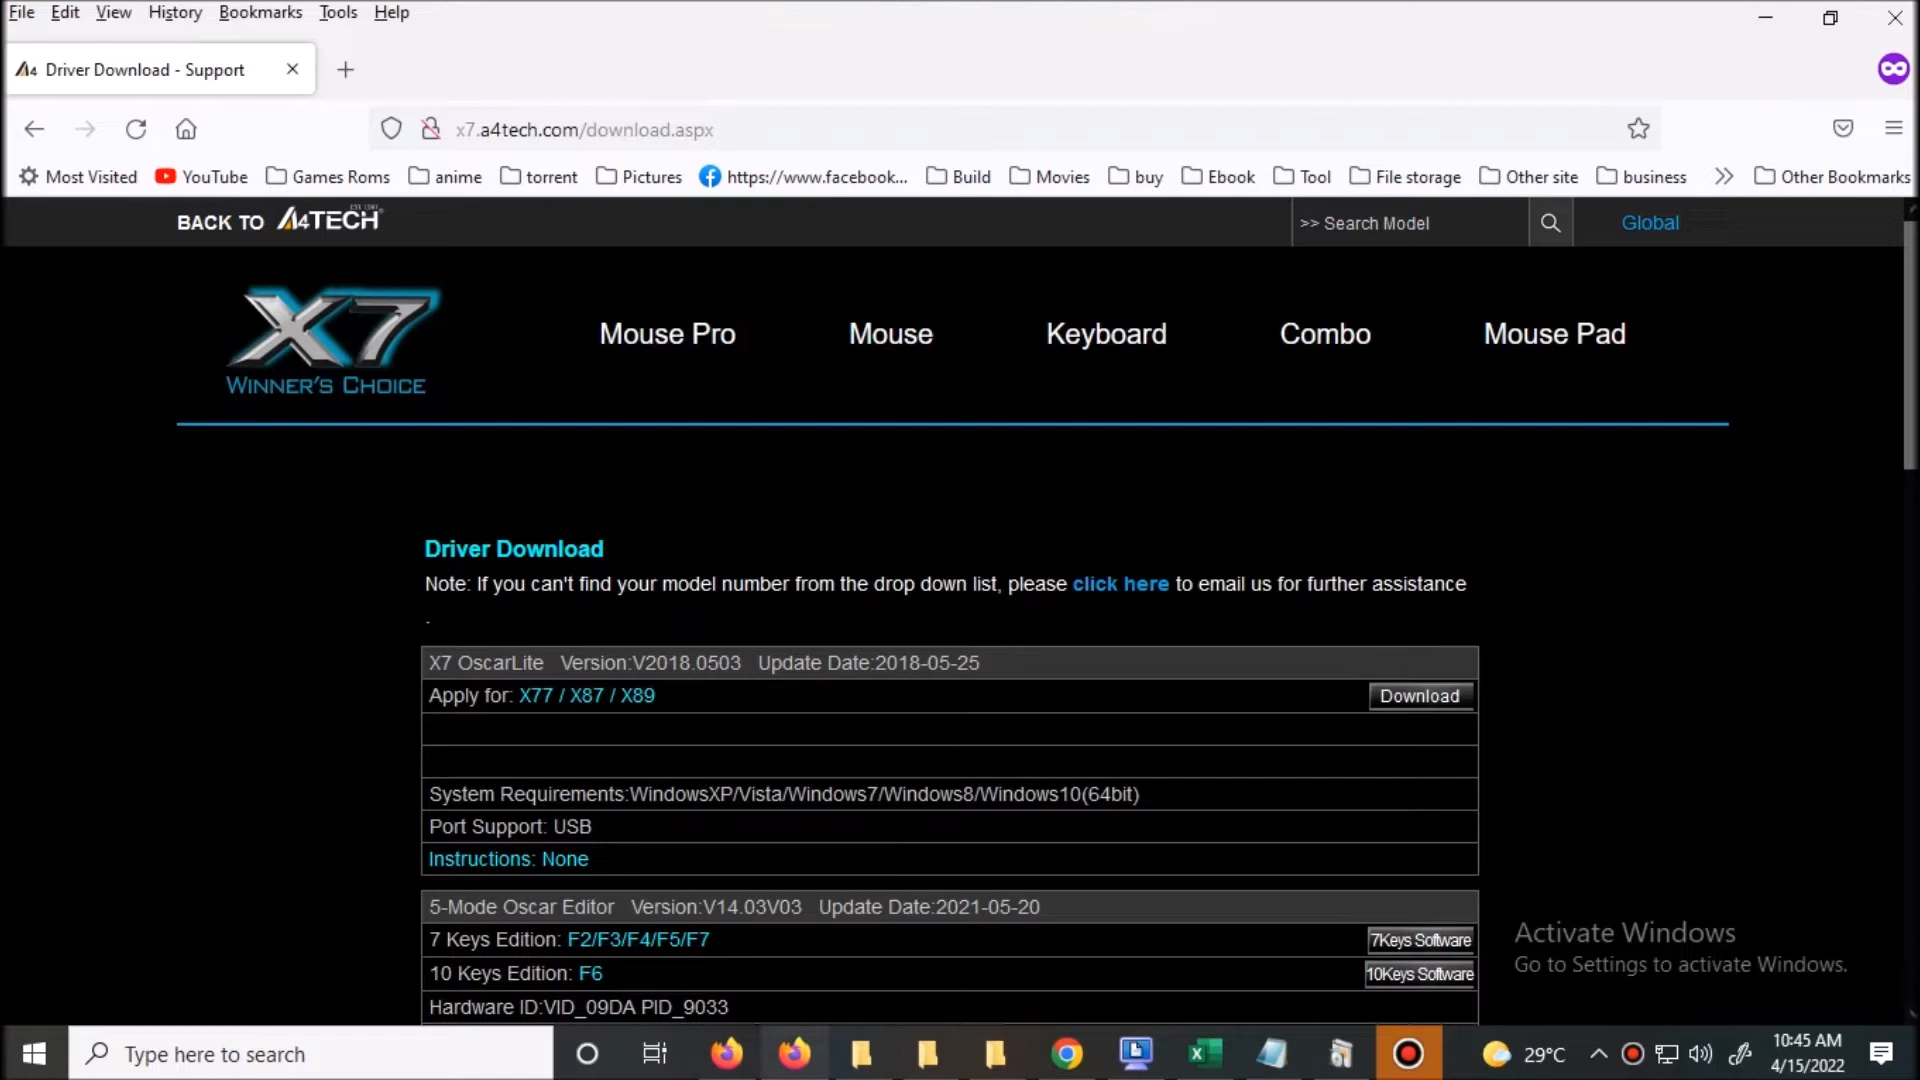 File Edit View History Bookmarks Tools Help
Driver Download - Support
x7.a4tech.com/download.aspx
Most Visited YouTube Games Roms anime torrent Pictures https://www.facebook... Build Movies buy Ebook Tool File storage Other site business Other Bookmarks
BACK TO A4TECH >> Search Model Global
X7
WINNER'S CHOICE
Mouse Pro Mouse Keyboard Combo Mouse Pad
Driver Download
Note: If you can't find your model number from the drop down list, please click here to email us for further assistance
.
X7 OscarLite Version:V2018.0503 Update Date:2018-05-25
Apply for: X77 / X87 / X89 Download
System Requirements:WindowsXP/Vista/Windows7/Windows8/Windows10(64bit)
Port Support: USB
Instructions: None
5-Mode Oscar Editor Version:V14.03V03 Update Date:2021-05-20
7 Keys Edition: F2/F3/F4/F5/F7 7Keys Software
10 Keys Edition: F6 10Keys Software
Hardware ID:VID_09DA PID_9033
Activate Windows
Go to Settings to activate Windows.
Type here to search
29°C
10:45 AM
4/15/2022